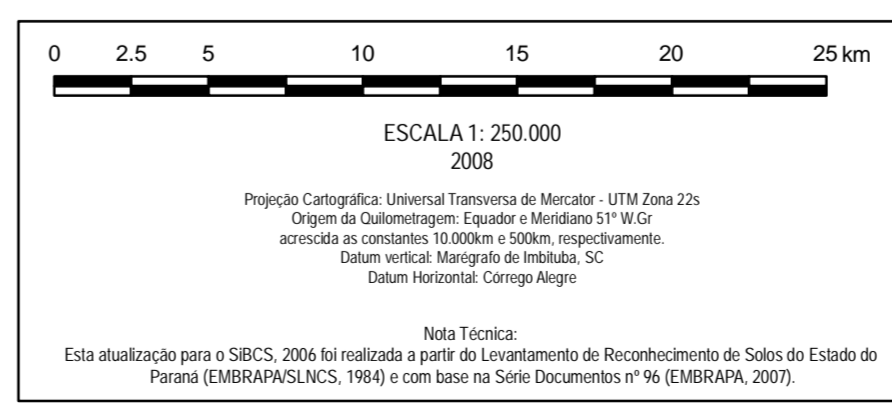 0 2.5 5 10 15 20 25 km
ESCALA 1: 250.000
2008
Projeção Cartográfica: Universal Transversa de Mercator - UTM Zona 22s
Origem da Quilometragem: Equador e Meridiano 51º W.Gr
acrescida as constantes 10.000km e 500km, respectivamente.
Datum vertical: Marégrafo de Imbituba, SC
Datum Horizontal: Córrego Alegre
Nota Técnica:
Esta atualização para o SiBCS, 2006 foi realizada a partir do Levantamento de Reconhecimento de Solos do Estado do
Paraná (EMBRAPA/SLNCS, 1984) e com base na Série Documentos nº 96 (EMBRAPA, 2007).